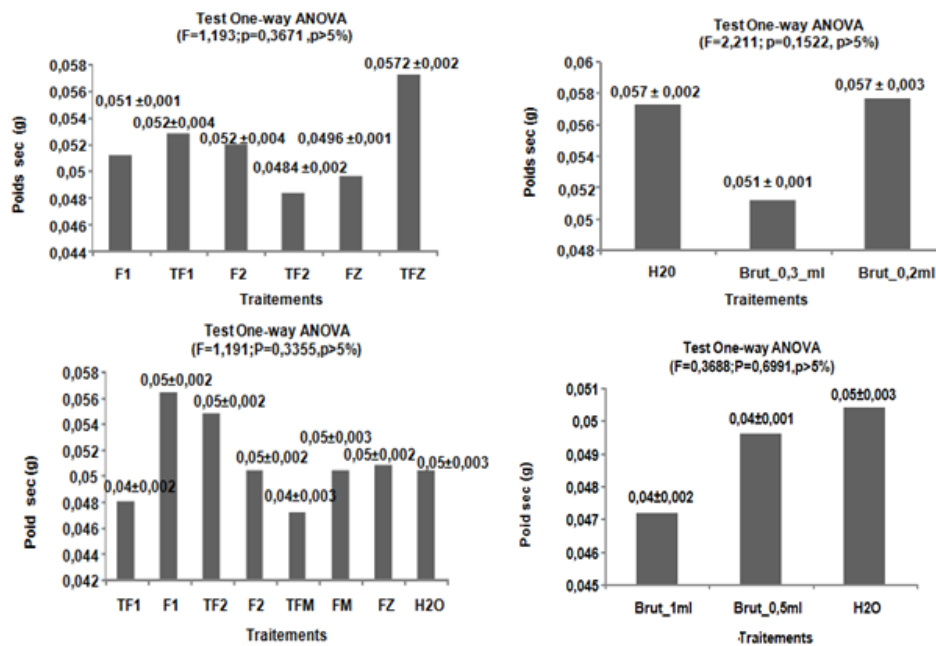 Test One-way ANOVA
(F=1,193;p=0,3671 ,p>5%)
Poids sec (g)
0,058
0,056
0,054
0,052
0,05
0,048
0,046
0,044
0,051 ±0,001
0,052±0,004
0,052 ±0,004
0,0484 ±0,002
0,0496 ±0,001
0,0572 ±0,002
F1 TF1 F2 TF2 FZ TFZ
Traitements
Test One-way ANOVA
(F=2,211; p=0,1522, p>5%)
Poids sec (g)
0,06
0,058
0,056
0,054
0,052
0,05
0,048
0,057 ± 0,002
0,051 ± 0,001
0,057 ± 0,003
H20 Brut_0,3_ml Brut_0,2ml
Traitements
Test One-way ANOVA
(F=1,191;P=0,3355,p>5%)
Poid sec (g)
0,058
0,056
0,054
0,052
0,05
0,048
0,046
0,044
0,042
0,04±0,002
0,05±0,002
0,05±0,002
0,05±0,002
0,04±0,003
0,05±0,003
0,05±0,002
0,05±0,003
TF1 F1 TF2 F2 TFM FM FZ H2O
Traitements
Test One-way ANOVA
(F=0,3688;P=0,6991,p>5%)
Poid sec (g)
0,051
0,05
0,049
0,048
0,047
0,046
0,045
0,04±0,002
0,04±0,001
0,05±0,003
Brut_1ml Brut_0,5ml H2O
Traitements